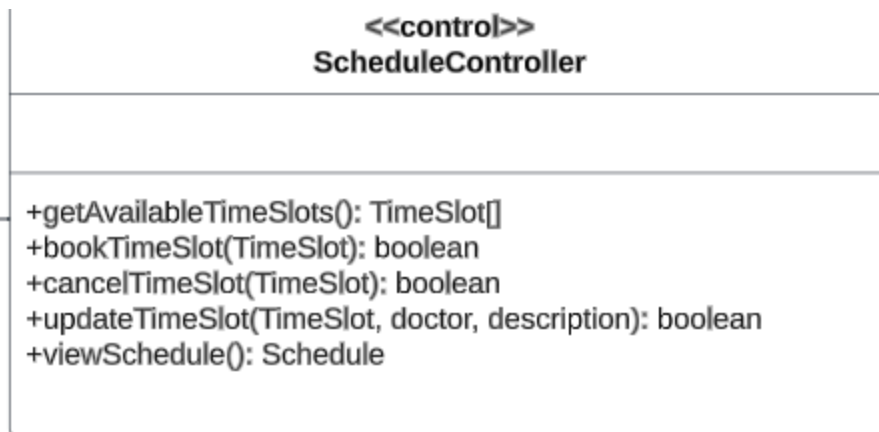 <<control>>
ScheduleController
+getAvailableTimeSlots(): TimeSlot[]
+bookTimeSlot(TimeSlot): boolean
+cancelTimeSlot(TimeSlot): boolean
+updateTimeSlot(TimeSlot, doctor, description): boolean
+viewSchedule(): Schedule